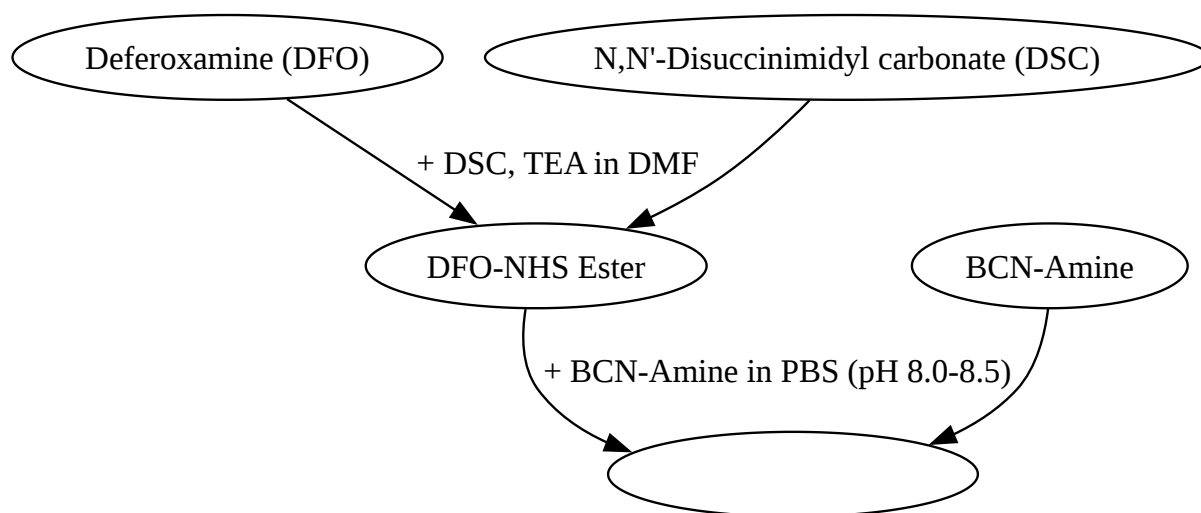 Deferoxamine (DFO)
N,N'-Disuccinimidyl carbonate (DSC)
+ DSC, TEA in DMF
DFO-NHS Ester
BCN-Amine
+ BCN-Amine in PBS (pH 8.0-8.5)